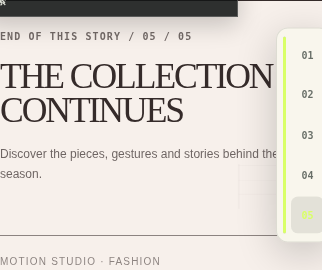 END OF THIS STORY / 05 / 05
THE COLLECTION
CONTINUES
Discover the pieces, gestures and stories behind the
season.
MOTION STUDIO · FASHION
01
02
03
04
05